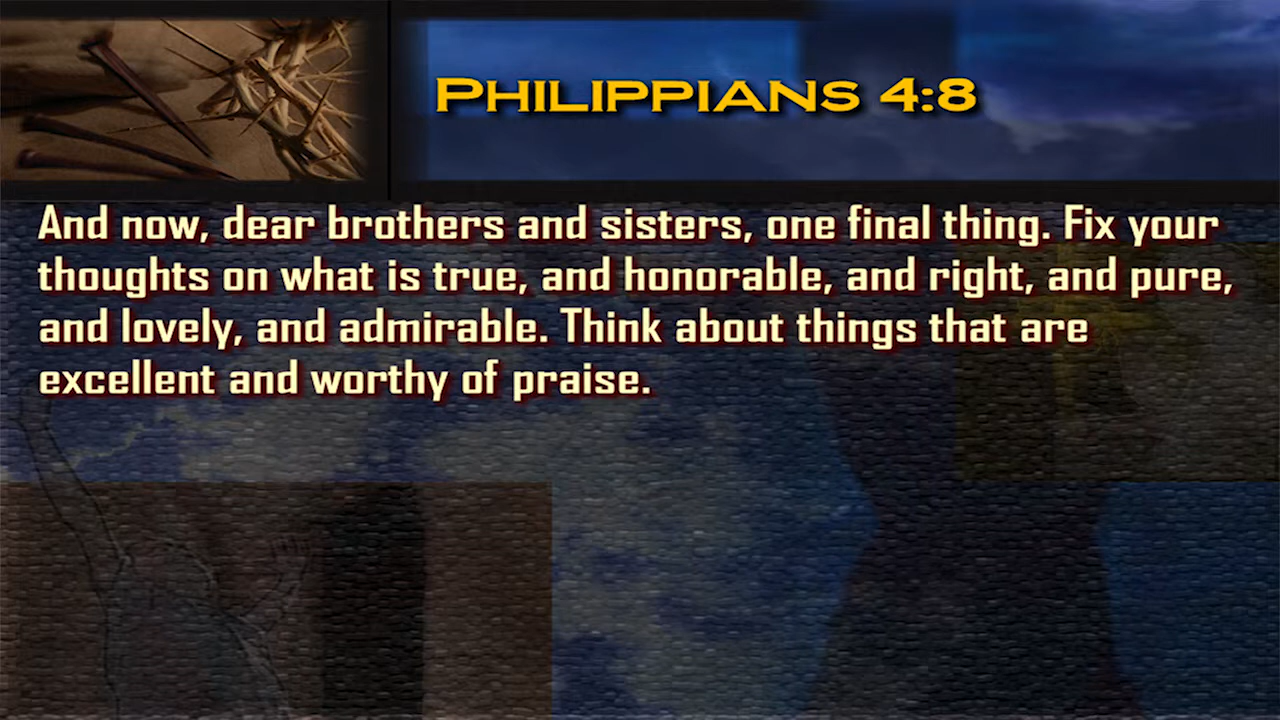 PHILIPPIANS 4:8
And now, dear brothers and sisters, one final thing. Fix your
thoughts on what is true, and honorable, and right, and pure,
and lovely, and admirable. Think about things that are
excellent and worthy of praise.